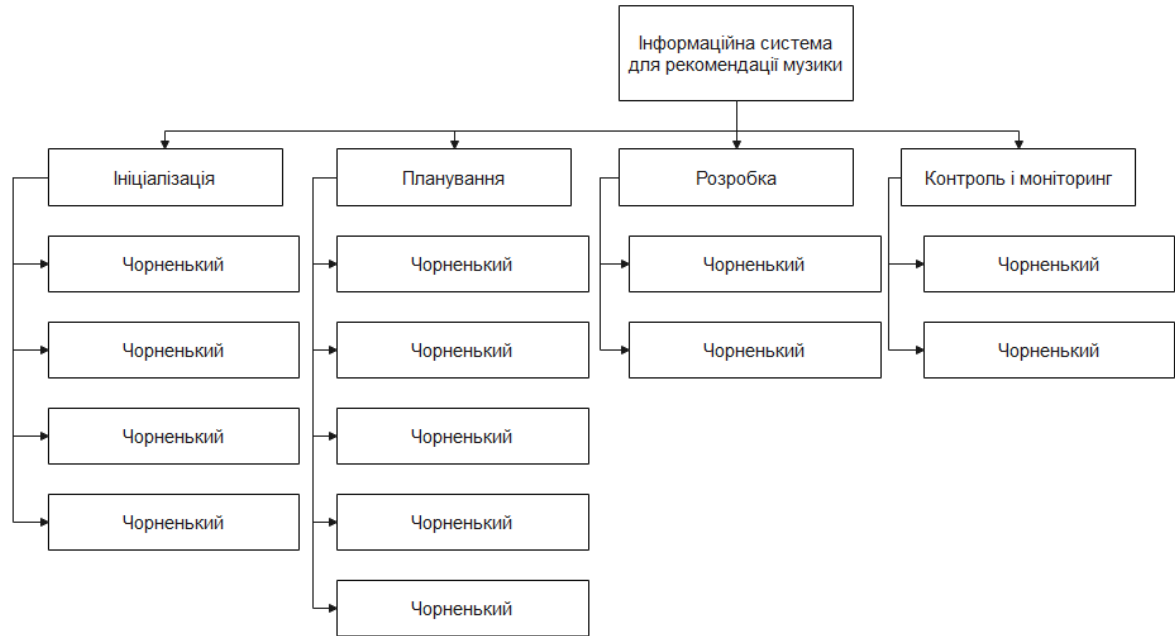 Інформаційна система
для рекомендації музики
Ініціалізація
Планування
Розробка
Контроль і моніторинг
Чорненький
Чорненький
Чорненький
Чорненький
Чорненький
Чорненький
Чорненький
Чорненький
Чорненький
Чорненький
Чорненький
Чорненький
Чорненький